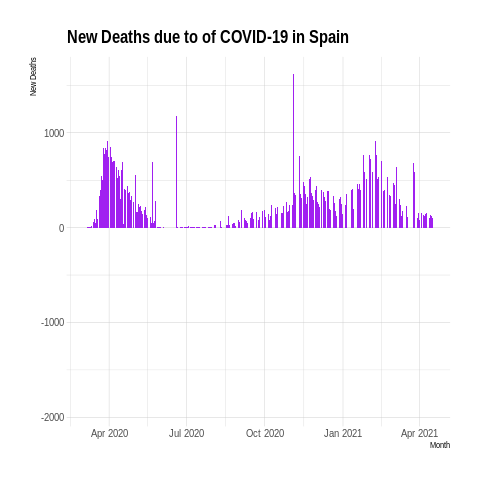 New Deaths due to of COVID-19 in Spain
New Deaths
1000
0
-1000
-2000
Apr 2020
Jul 2020
Oct 2020
Jan 2021
Apr 2021
Month